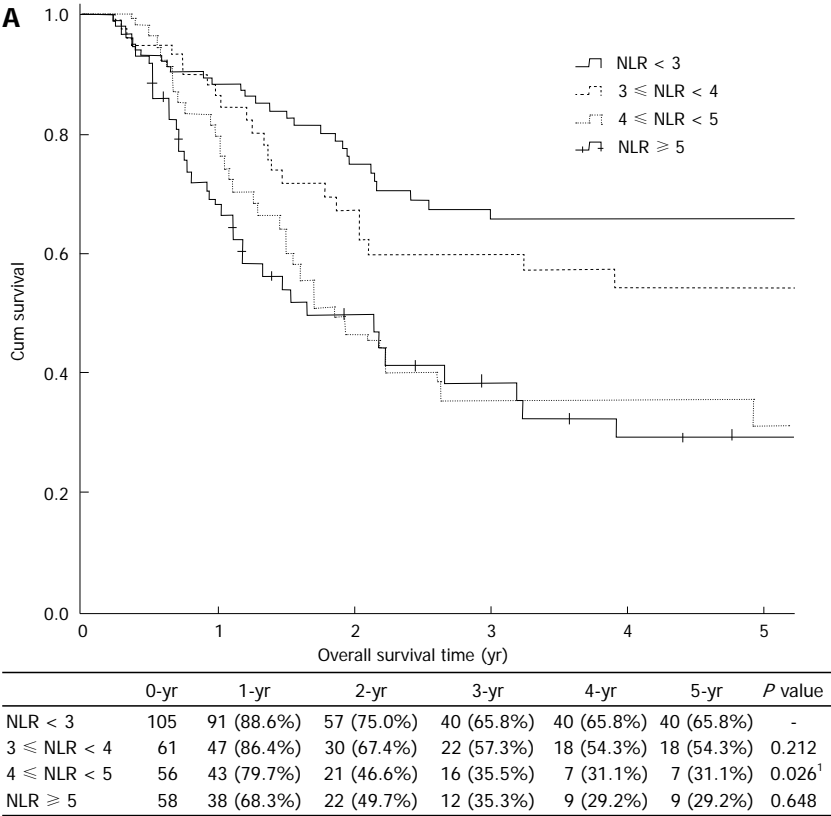 A
1.0
0.8
0.6
0.4
0.2
0.0
Cum survival
NLR < 3
3 ⩽ NLR < 4
4 ⩽ NLR < 5
NLR ⩾ 5
0 1 2 3 4 5
Overall survival time (yr)
0-yr 1-yr 2-yr 3-yr 4-yr 5-yr P value
NLR < 3 105 91 (88.6%) 57 (75.0%) 40 (65.8%) 40 (65.8%) 40 (65.8%) -
3 ⩽ NLR < 4 61 47 (86.4%) 30 (67.4%) 22 (57.3%) 18 (54.3%) 18 (54.3%) 0.212
4 ⩽ NLR < 5 56 43 (79.7%) 21 (46.6%) 16 (35.5%) 7 (31.1%) 7 (31.1%) 0.026¹
NLR ⩾ 5 58 38 (68.3%) 22 (49.7%) 12 (35.3%) 9 (29.2%) 9 (29.2%) 0.648